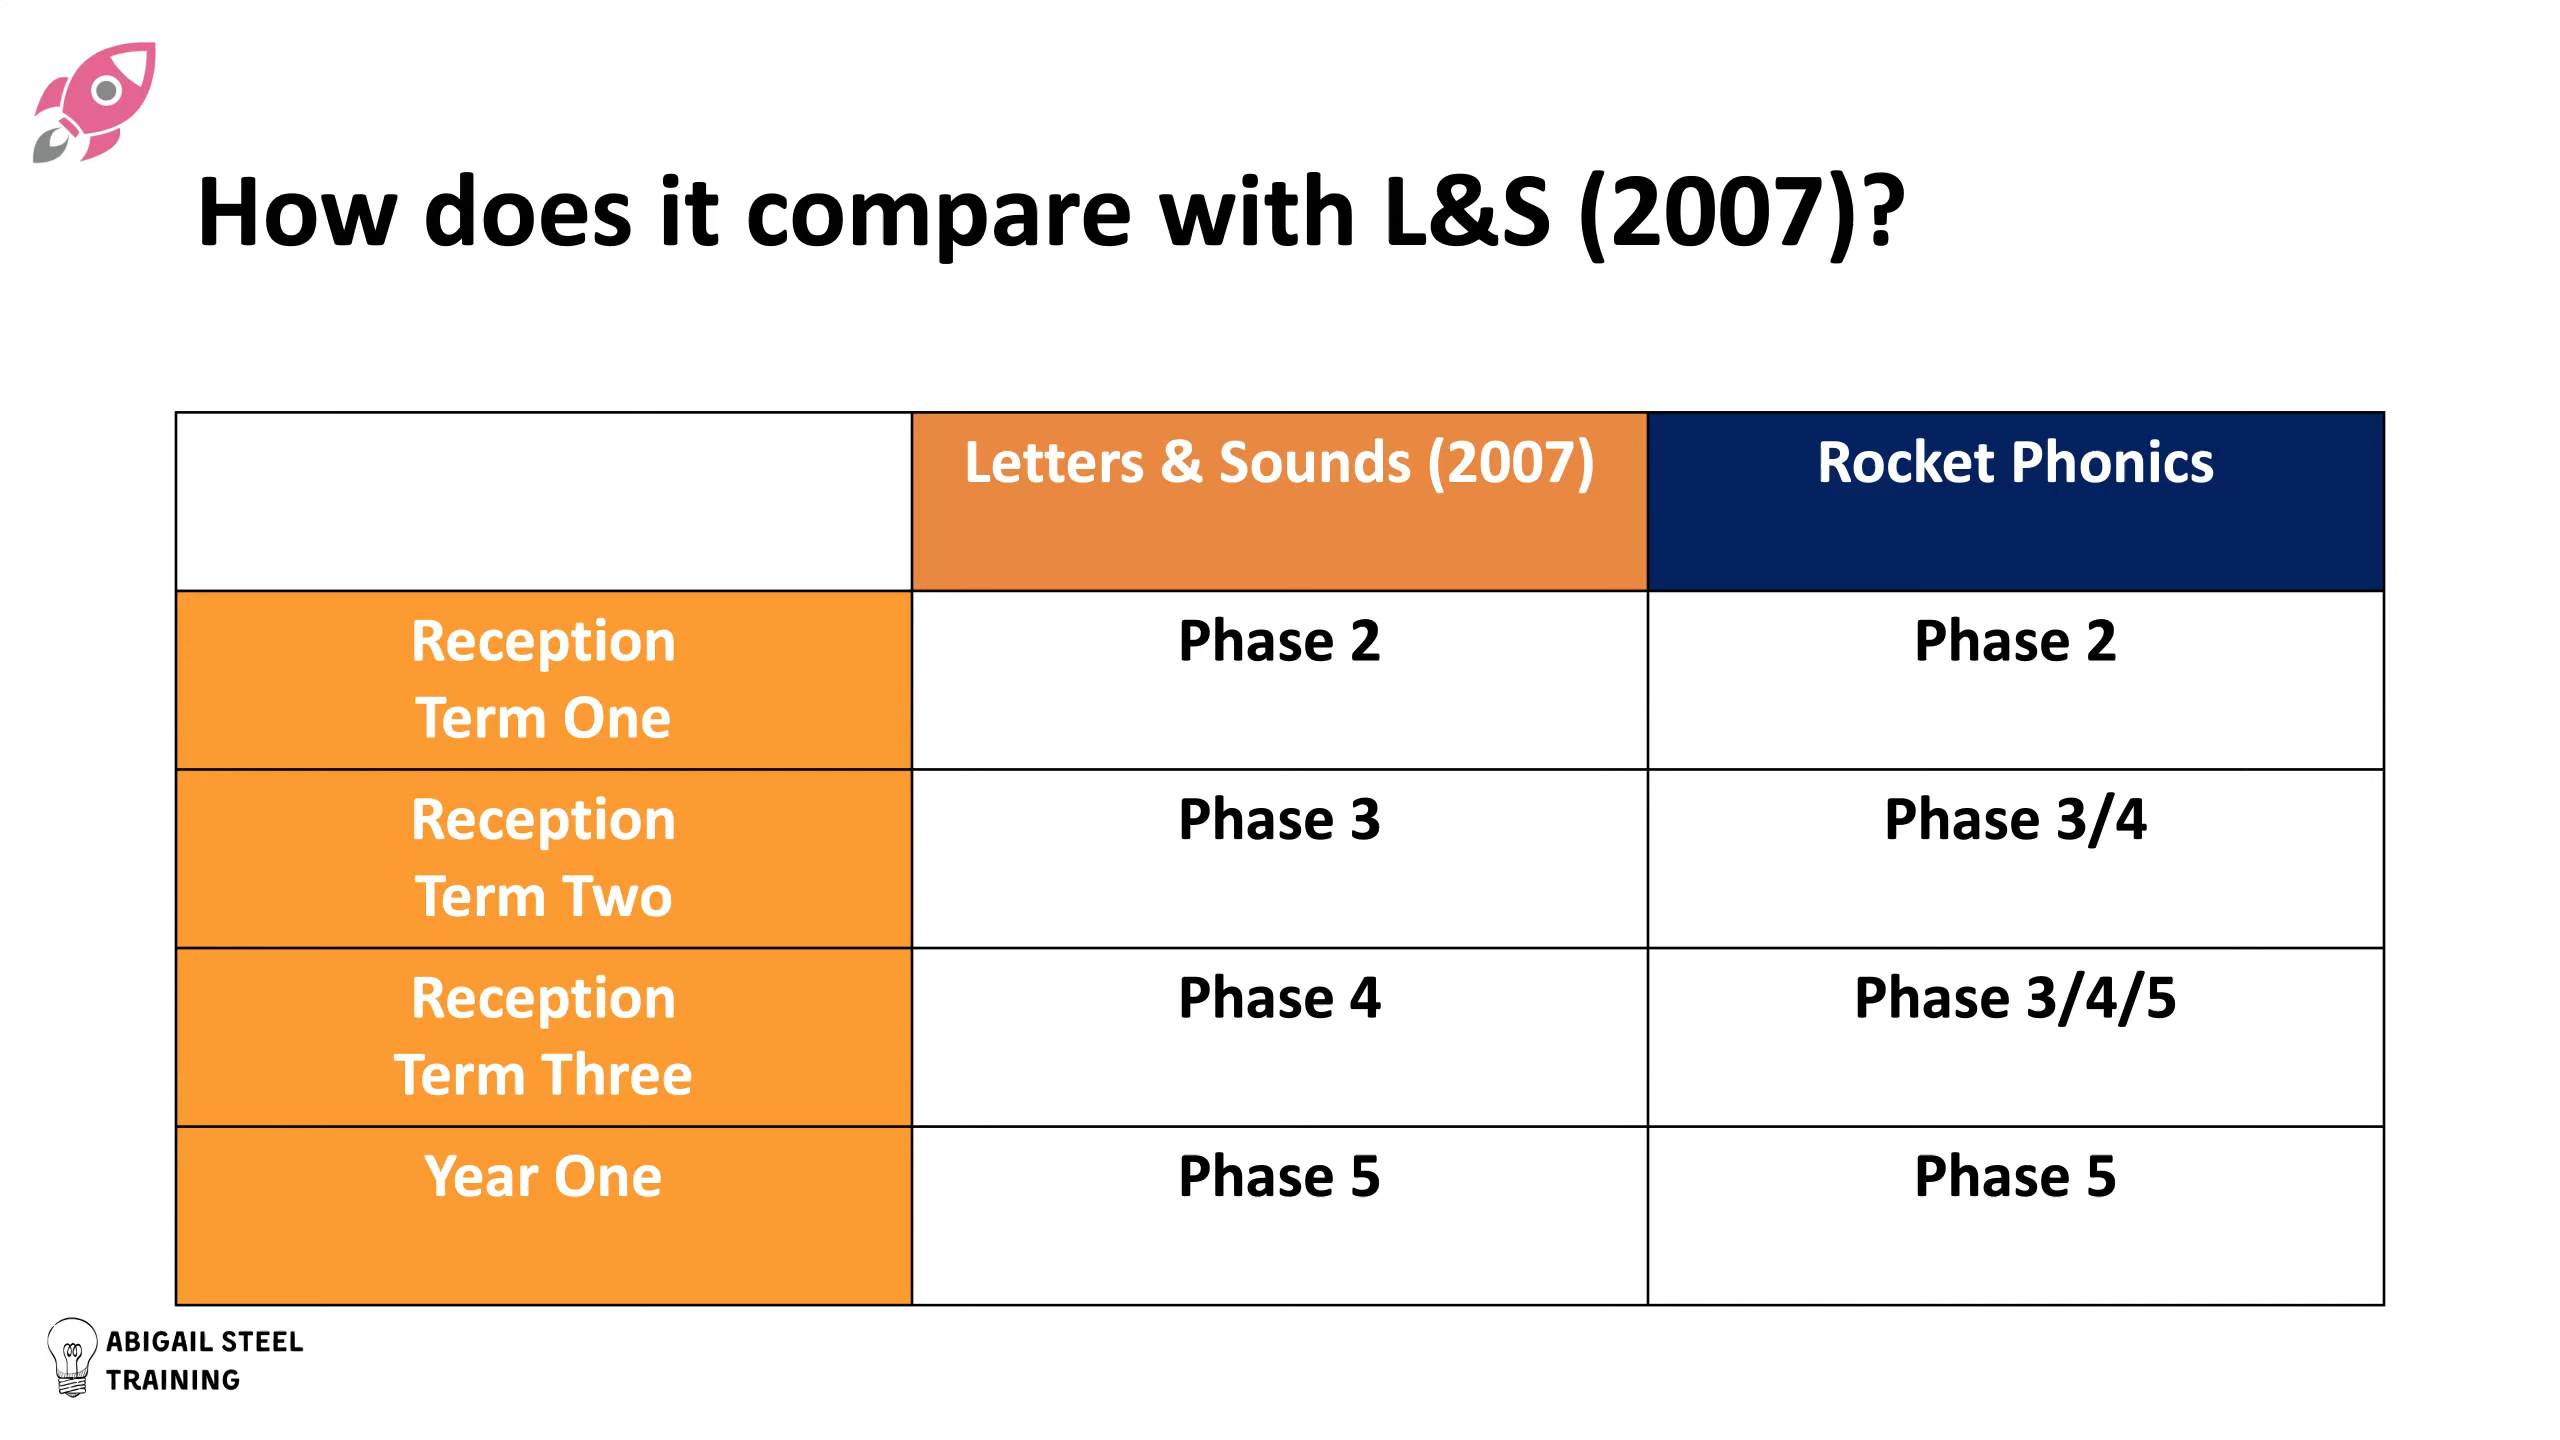 How does it compare with L&S (2007)?
Letters & Sounds (2007)
Rocket Phonics
Reception
Term One
Phase 2
Phase 2
Reception
Term Two
Phase 3
Phase 3/4
Reception
Term Three
Phase 4
Phase 3/4/5
Year One
Phase 5
Phase 5
ABIGAIL STEEL
TRAINING